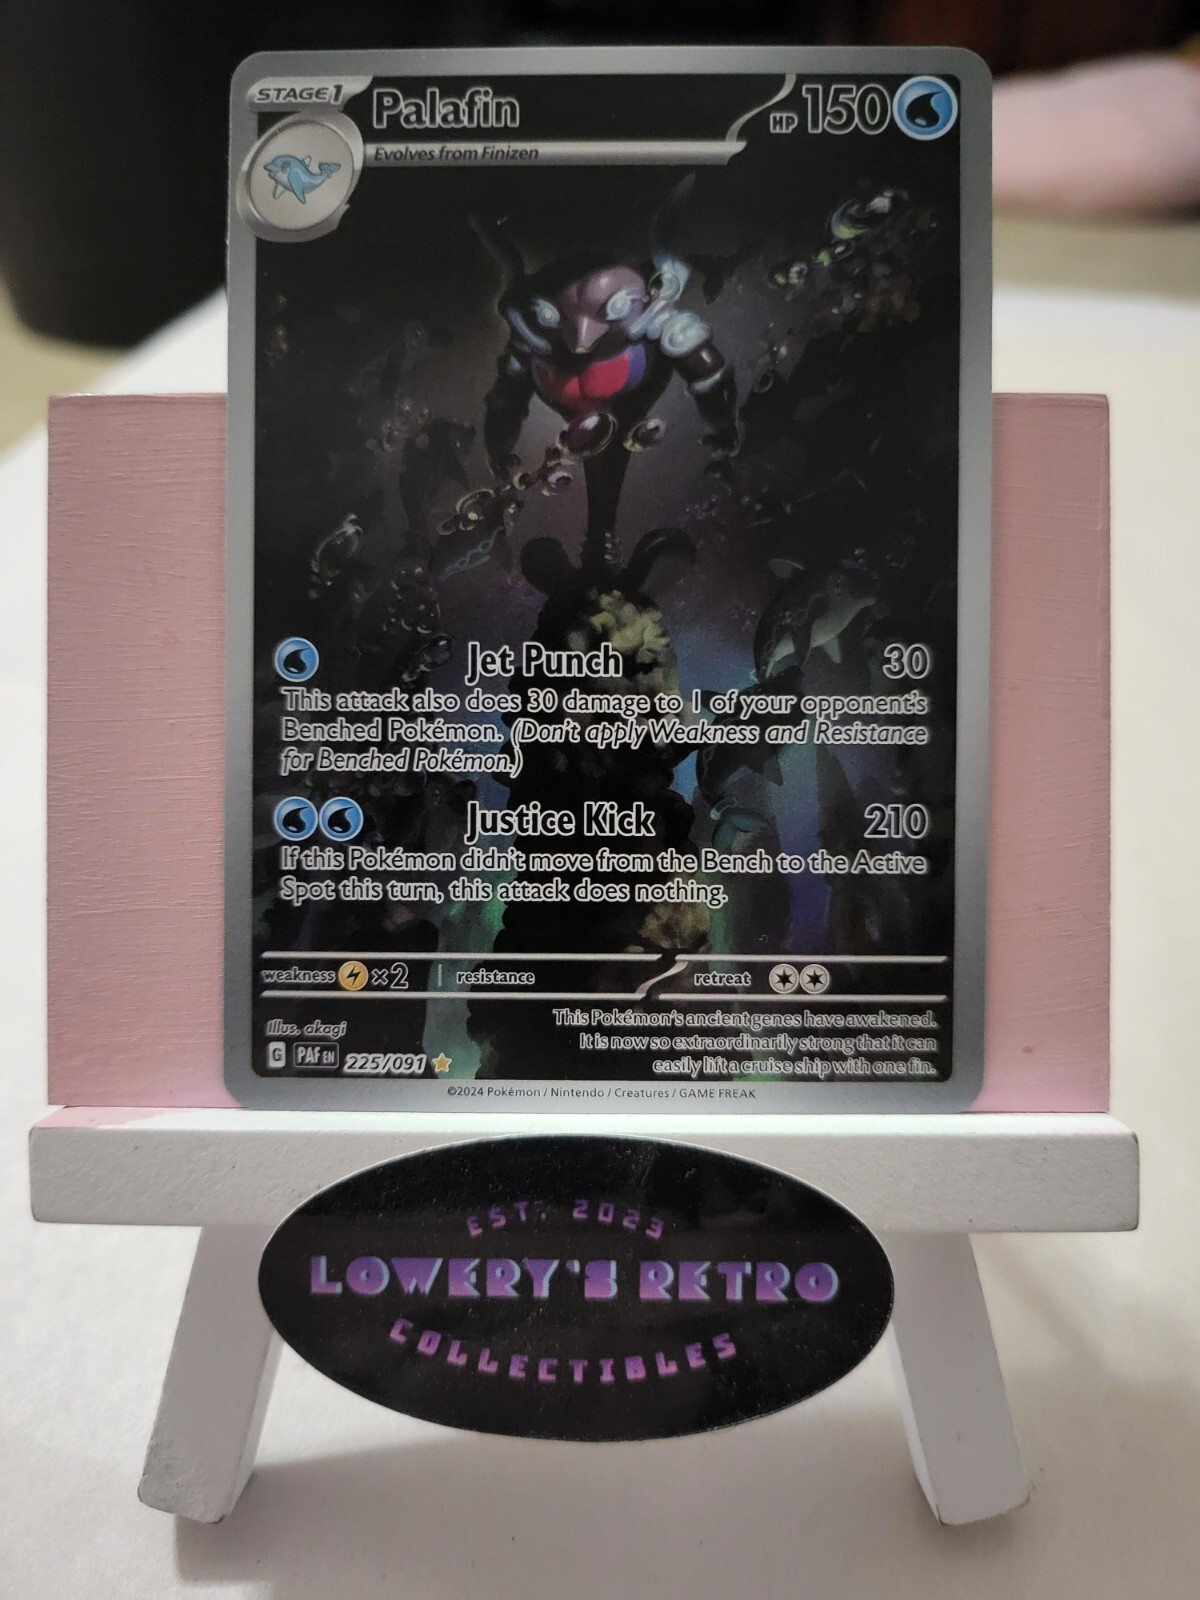 STAGE1
Palafin
HP 150
Evolves from Finizen
Jet Punch 30
This attack also does 30 damage to 1 of your opponent's
Benched Pokémon. (Don't apply Weakness and Resistance
for Benched Pokémon.)
Justice Kick 210
If this Pokémon didn't move from the Bench to the Active
Spot this turn, this attack does nothing.
weakness ×2 resistance retreat
Illus. akagi
G PAF EN 225/091
This Pokémon's ancient genes have awakened.
It is now so extraordinarily strong that it can
easily lift a cruise ship with one fin.
©2024 Pokémon / Nintendo / Creatures / GAME FREAK
EST. 2023
LOWERY'S RETRO
COLLECTIBLES